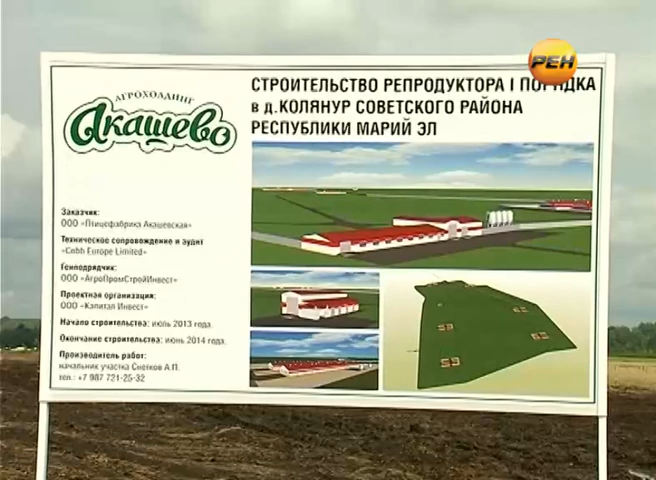 РЕН
АГРОХОЛДИНГ
Акашево
СТРОИТЕЛЬСТВО РЕПРОДУКТОРА I ПОРЯДКА
в д.КОЛЯНУР СОВЕТСКОГО РАЙОНА
РЕСПУБЛИКИ МАРИЙ ЭЛ
Заказчик:
ООО «Птицефабрика Акашевская»
Техническое сопровождение и аудит
«Cobb Europe Limited»
Генподрядчик:
ООО «АгроПромСтройИнвест»
Проектная организация:
ООО «Капитал Инвест»
Начало строительства: июль 2013 года.
Окончание строительства: июнь 2014 года.
Производитель работ:
начальник участка Снегков А.П.
тел.: +7 987 721-25-32